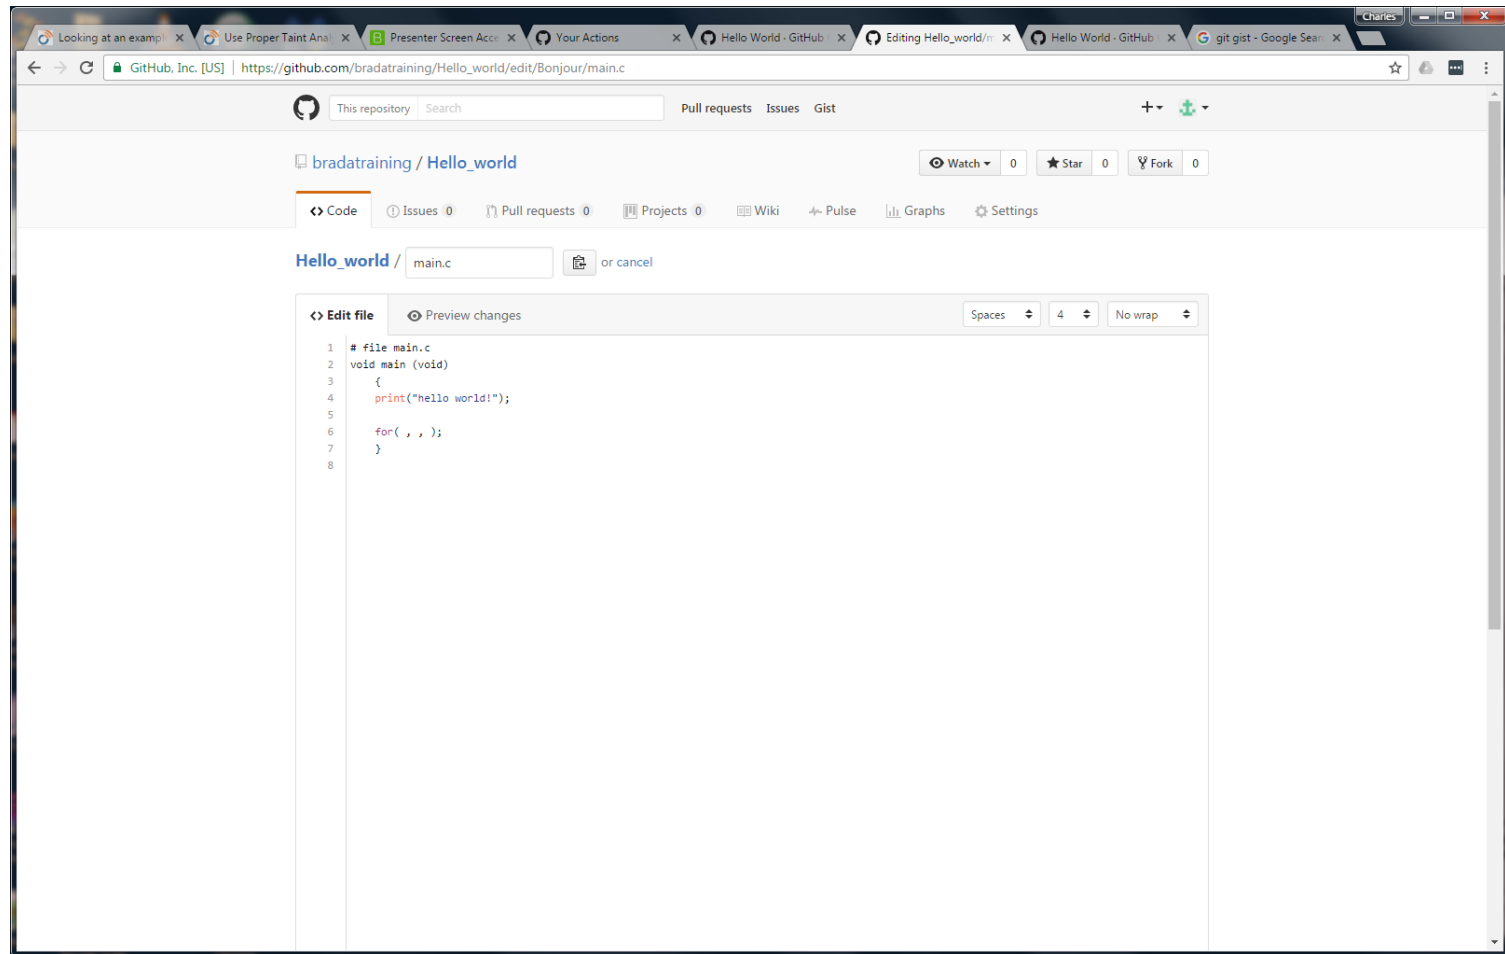 Charles
Looking at an exampl
Use Proper Taint Anal
Presenter Screen Acce
Your Actions
Hello World · GitHub
Editing Hello_world/m
Hello World · GitHub
git gist - Google Sear
GitHub, Inc. [US] | https://github.com/bradatraining/Hello_world/edit/Bonjour/main.c
This repository Search Pull requests Issues Gist
bradatraining / Hello_world
Watch 0 Star 0 Fork 0
Code Issues 0 Pull requests 0 Projects 0 Wiki Pulse Graphs Settings
Hello_world / main.c or cancel
<> Edit file Preview changes Spaces 4 No wrap
1 # file main.c
2 void main (void)
3 {
4 print("hello world!");
5
6 for( , , );
7 }
8